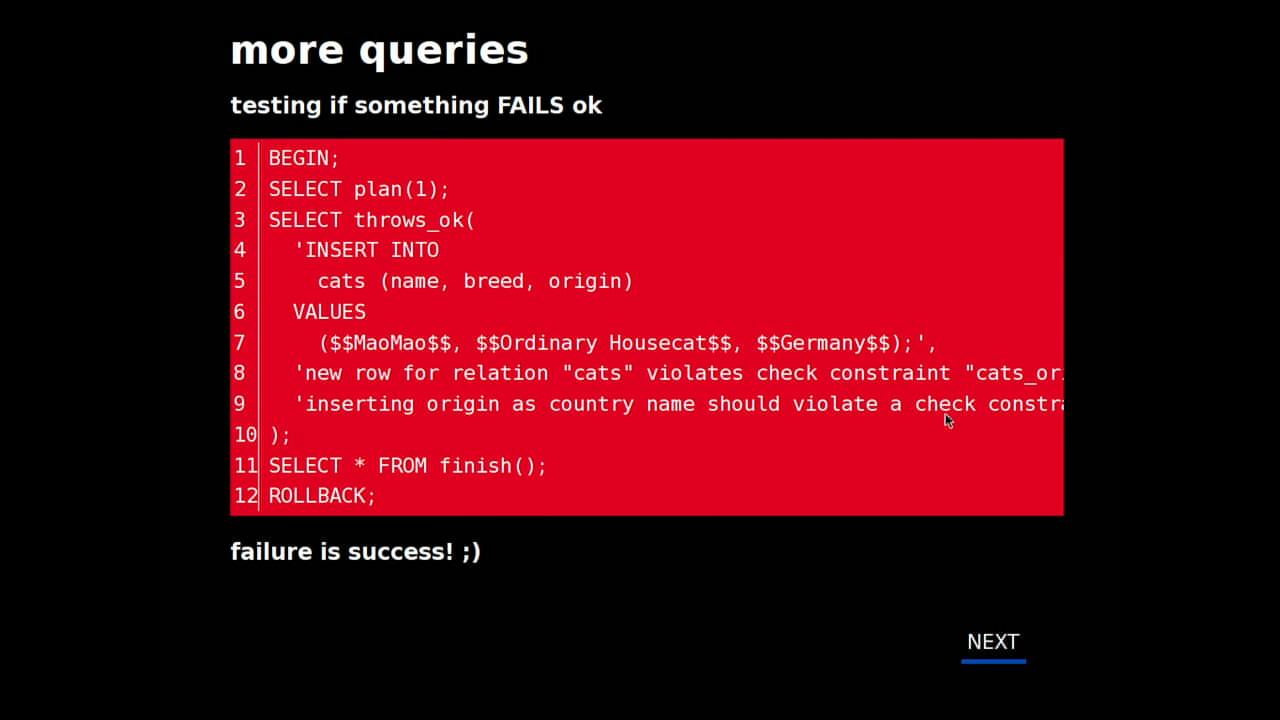 more queries
testing if something FAILS ok
1 BEGIN;
2 SELECT plan(1);
3 SELECT throws_ok(
4   'INSERT INTO
5     cats (name, breed, origin)
6   VALUES
7     ($$MaoMao$$, $$Ordinary Housecat$$, $$Germany$$);',
8   'new row for relation "cats" violates check constraint "cats_or
9   'inserting origin as country name should violate a check constra
10 );
11 SELECT * FROM finish();
12 ROLLBACK;
failure is success! ;)
NEXT